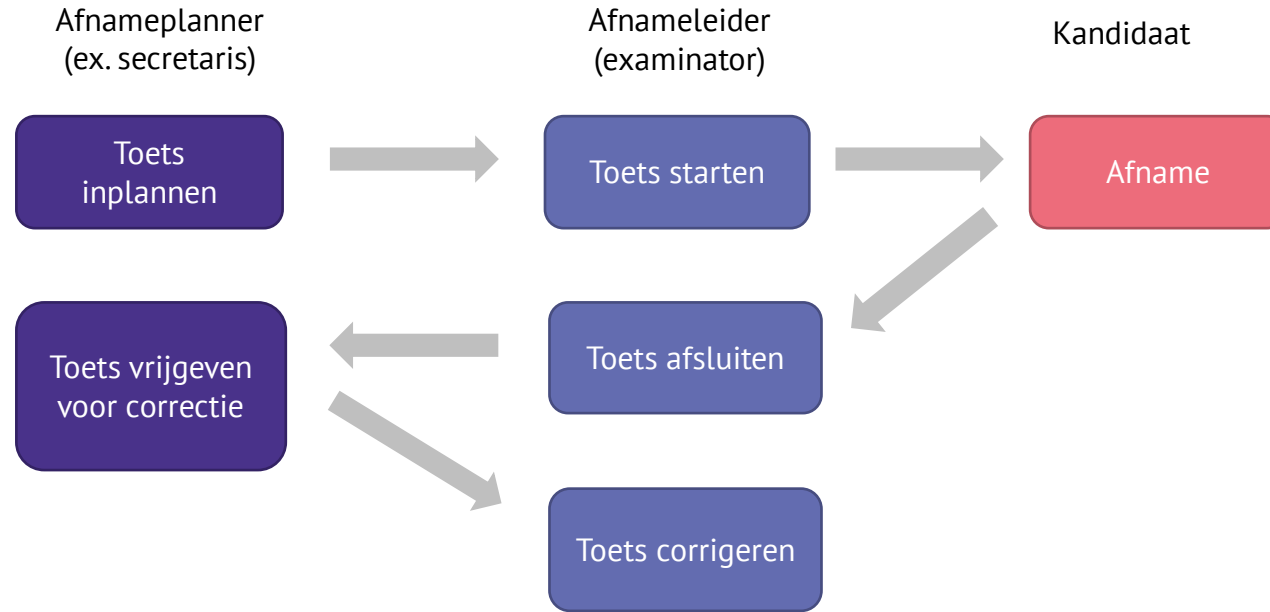 Afnameplanner
(ex. secretaris)
Afnameleider
(examinator)
Kandidaat
Toets
inplannen
Toets starten
Afname
Toets vrijgeven
voor correctie
Toets afsluiten
Toets corrigeren